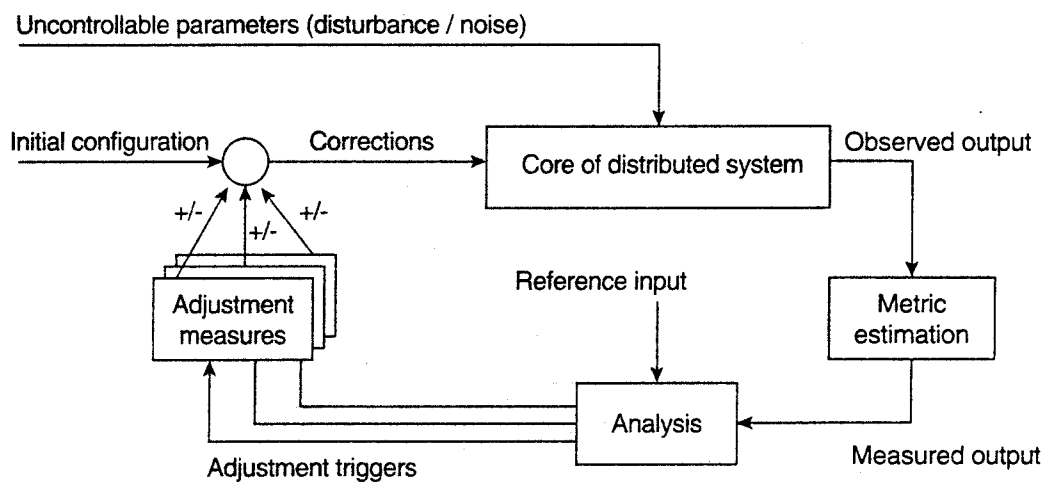 Uncontrollable parameters (disturbance / noise)
Initial configuration
Corrections
Core of distributed system
Observed output
+/-
+/-
+/-
Reference input
Adjustment
measures
Metric
estimation
Analysis
Adjustment triggers
Measured output